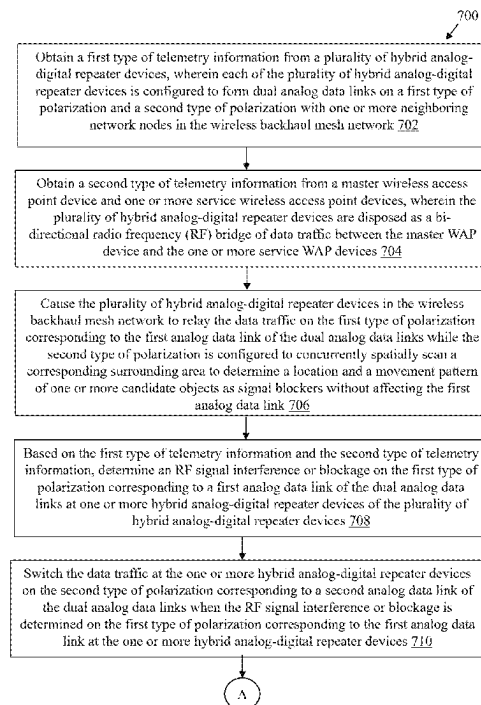 700
Obtain a first type of telemetry information from a plurality of hybrid analog-
digital repeater devices, wherein each of the plurality of hybrid analog-digital
repeater devices is configured to form dual analog data links on a first type of
polarization and a second type of polarization with one or more neighboring
network nodes in the wireless backhaul mesh network 702
Obtain a second type of telemetry information from a master wireless access
point device and one or more service wireless access point devices, wherein the
plurality of hybrid analog-digital repeater devices are disposed as a bi-
directional radio frequency (RF) bridge of data traffic between the master WAP
device and the one or more service WAP devices 704
Cause the plurality of hybrid analog-digital repeater devices in the wireless
backhaul mesh network to relay the data traffic on the first type of polarization
corresponding to the first analog data link of the dual analog data links while the
second type of polarization is configured to concurrently spatially scan a
corresponding surrounding area to determine a location and a movement pattern
of one or more candidate objects as signal blockers without affecting the first
analog data link 706
Based on the first type of telemetry information and the second type of telemetry
information, determine an RF signal interference or blockage on the first type of
polarization corresponding to a first analog data link of the dual analog data
links at one or more hybrid analog-digital repeater devices of the plurality of
hybrid analog-digital repeater devices 708
Switch the data traffic at the one or more hybrid analog-digital repeater devices
on the second type of polarization corresponding to a second analog data link of
the dual analog data links when the RF signal interference or blockage is
determined on the first type of polarization corresponding to the first analog data
link at the one or more hybrid analog-digital repeater devices 710
A